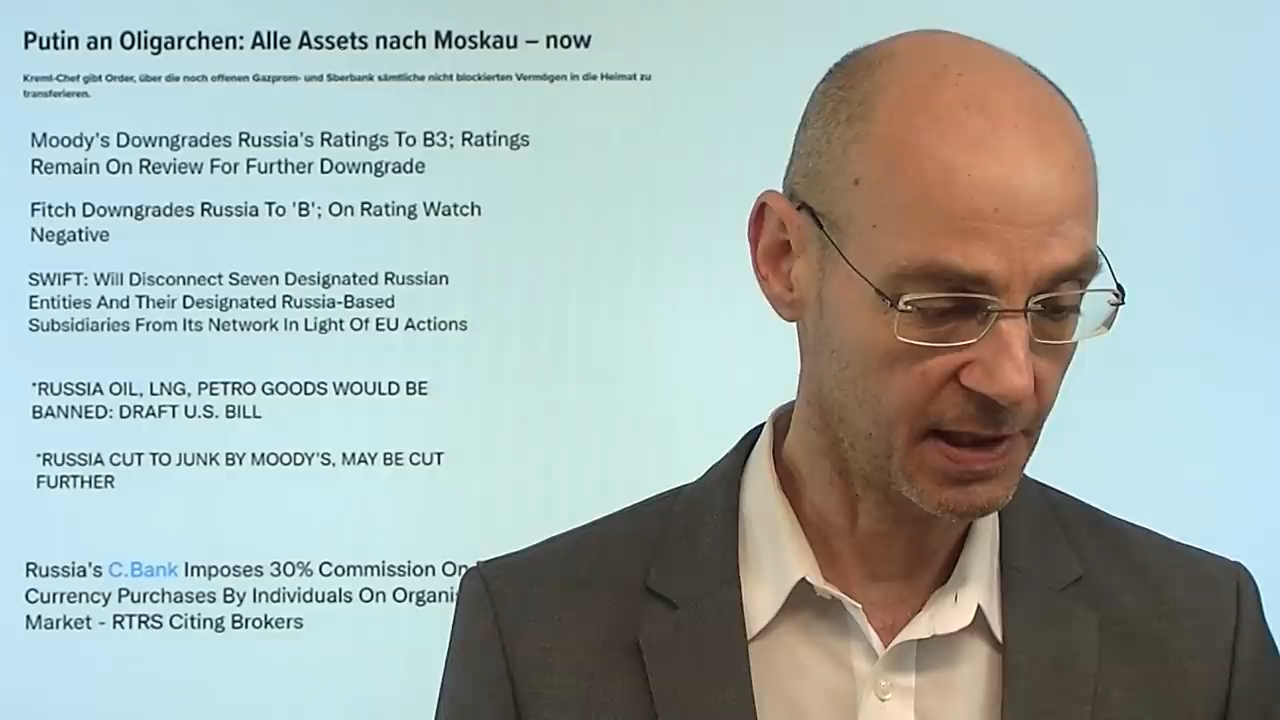 Putin an Oligarchen: Alle Assets nach Moskau – now
Kreml-Chef gibt Order, über die noch offenen Gazprom- und Sberbank sämtliche nicht blockierten Vermögen in die Heimat zu
transferieren.
Moody's Downgrades Russia's Ratings To B3; Ratings
Remain On Review For Further Downgrade
Fitch Downgrades Russia To 'B'; On Rating Watch
Negative
SWIFT: Will Disconnect Seven Designated Russian
Entities And Their Designated Russia-Based
Subsidiaries From Its Network In Light Of EU Actions
*RUSSIA OIL, LNG, PETRO GOODS WOULD BE
BANNED: DRAFT U.S. BILL
*RUSSIA CUT TO JUNK BY MOODY'S, MAY BE CUT
FURTHER
Russia's C.Bank Imposes 30% Commission On
Currency Purchases By Individuals On Organi
Market - RTRS Citing Brokers